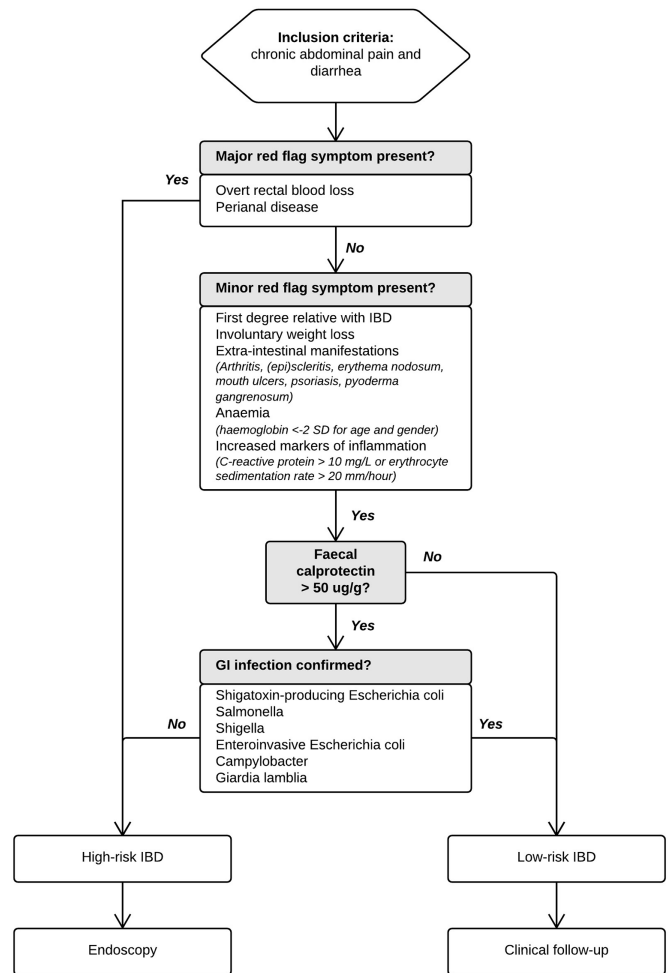 Inclusion criteria:
chronic abdominal pain and
diarrhea
Major red flag symptom present?
Yes
Overt rectal blood loss
Perianal disease
No
Minor red flag symptom present?
First degree relative with IBD
Involuntary weight loss
Extra-intestinal manifestations
(Arthritis, (epi)scleritis, erythema nodosum,
mouth ulcers, psoriasis, pyoderma
gangrenosum)
Anaemia
(haemoglobin <-2 SD for age and gender)
Increased markers of inflammation
(C-reactive protein > 10 mg/L or erythrocyte
sedimentation rate > 20 mm/hour)
Yes
Faecal
calprotectin
> 50 ug/g?
No
Yes
GI infection confirmed?
Shigatoxin-producing Escherichia coli
Salmonella
Shigella
Enteroinvasive Escherichia coli
Campylobacter
Giardia lamblia
No
Yes
High-risk IBD
Low-risk IBD
Endoscopy
Clinical follow-up